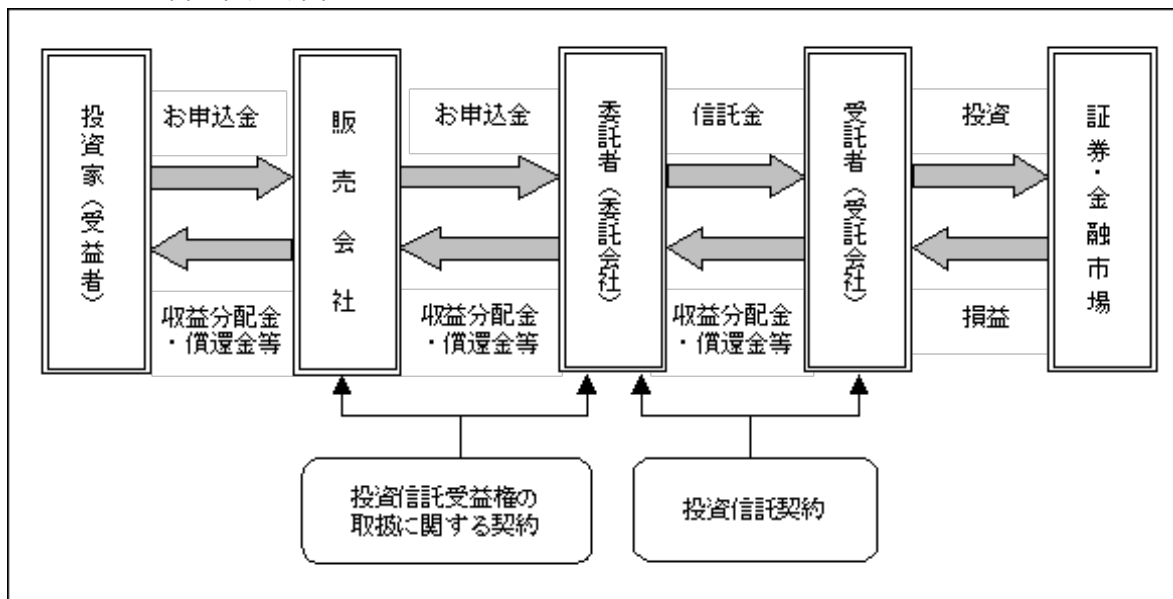 投資家(受益者)
お申込金
収益分配金
・償還金等
販売会社
お申込金
収益分配金
・償還金等
委託者(委託会社)
信託金
収益分配金
・償還金等
受託者(受託会社)
投資
損益
証券・金融市場
投資信託受益権の
取扱に関する契約
投資信託契約